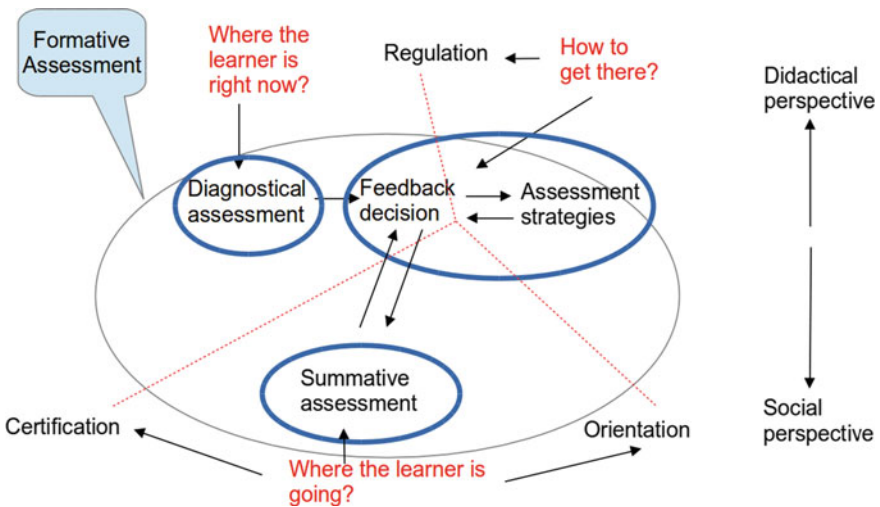 Formative
Assessment
Where the
learner is
right now?
Regulation
How to
get there?
Didactical
perspective
Diagnostical
assessment
Feedback
decision
Assessment
strategies
Summative
assessment
Certification
Orientation
Social
perspective
Where the learner is
going?